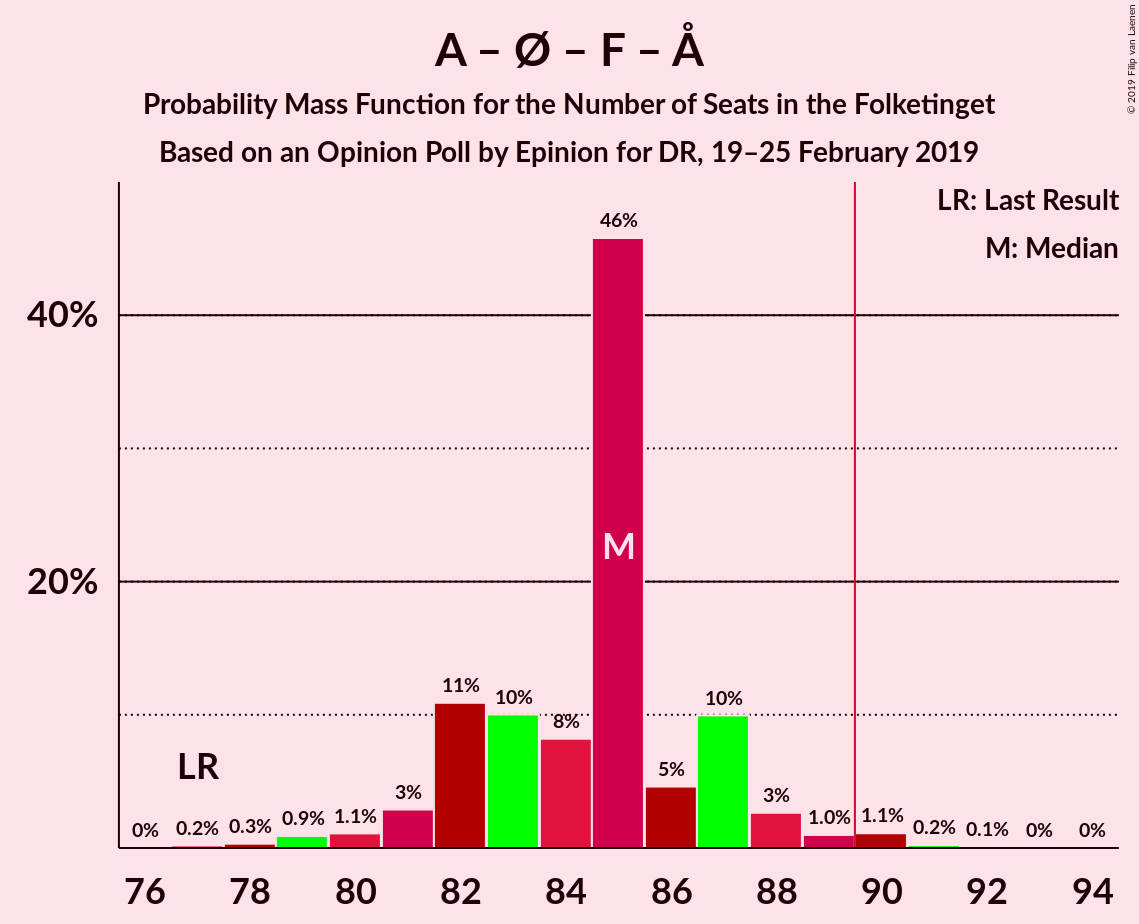 A – Ø – F – Å
Probability Mass Function for the Number of Seats in the Folketinget
Based on an Opinion Poll by Epinion for DR, 19–25 February 2019
© 2019 Filip van Laenen
LR: Last Result
M: Median
40%
20%
0%
0.2%
0.3%
0.9%
1.1%
3%
11%
10%
8%
46%
5%
10%
3%
1.0%
1.1%
0.2%
0.1%
0%
0%
LR
M
76 78 80 82 84 86 88 90 92 94